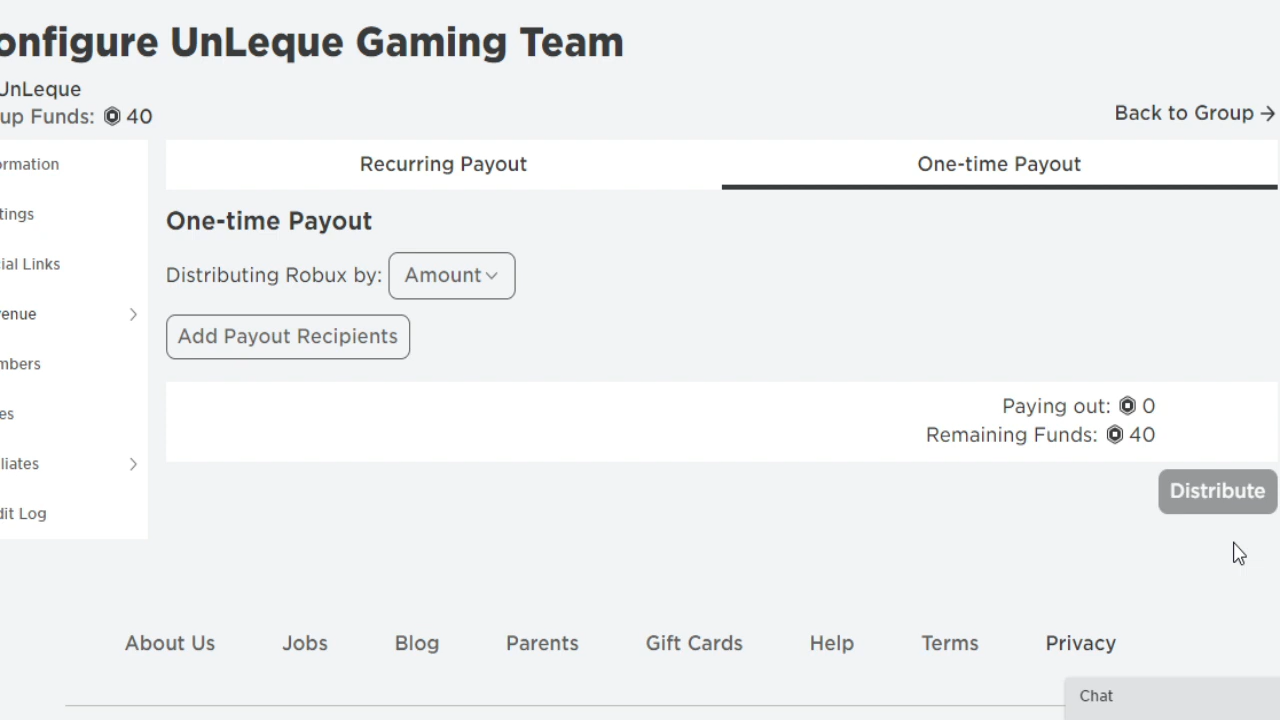 onfigure UnLeque Gaming Team
UnLeque
up Funds: 40
Back to Group →
ormation
tings
ial Links
enue
mbers
es
liates
dit Log
Recurring Payout
One-time Payout
One-time Payout
Distributing Robux by: Amount
Add Payout Recipients
Paying out: 0
Remaining Funds: 40
Distribute
About Us Jobs Blog Parents Gift Cards Help Terms Privacy
Chat